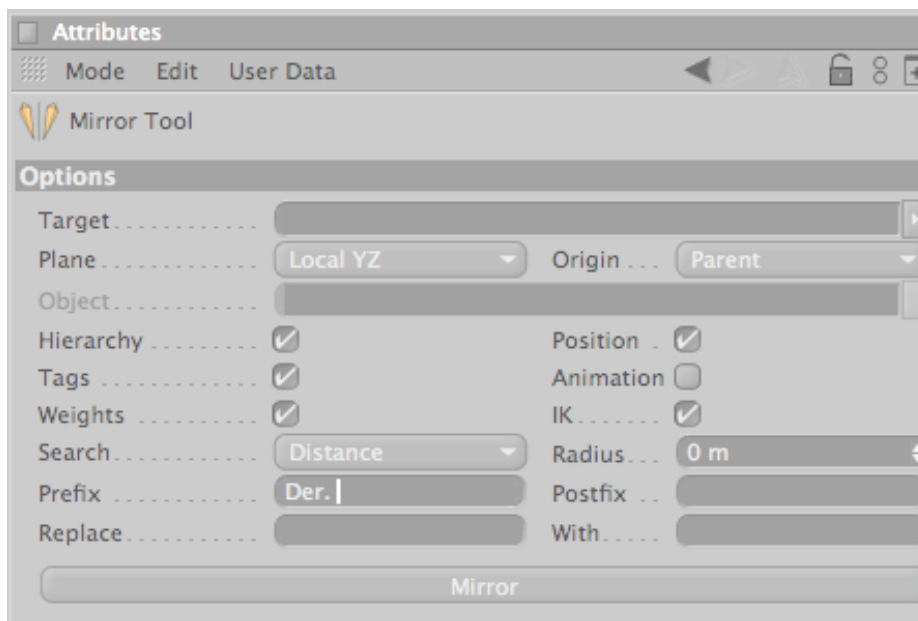 Attributes
Mode Edit User Data
Mirror Tool
Options
Target
Plane Local YZ Origin Parent
Object
Hierarchy Position
Tags Animation
Weights IK
Search Distance Radius 0 m
Prefix Der. Postfix
Replace With
Mirror